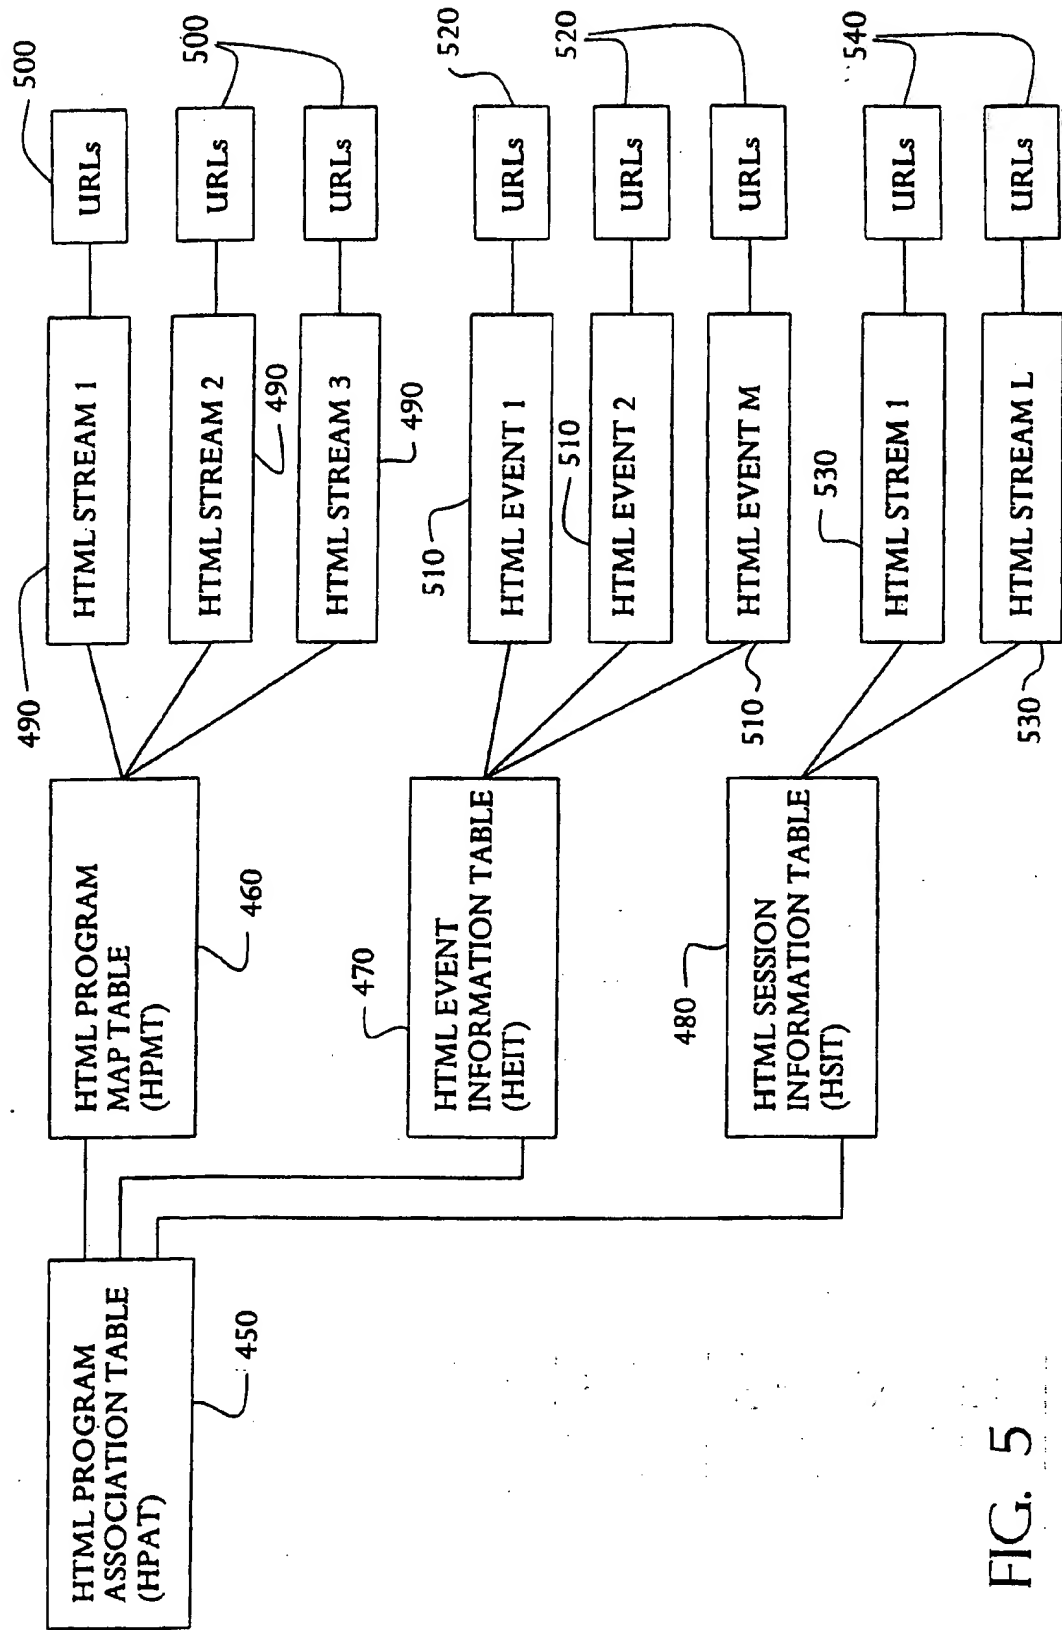 HTML PROGRAM
ASSOCIATION TABLE
(HPAT)
450
HTML PROGRAM
MAP TABLE
(HPMT)
460
HTML EVENT
INFORMATION TABLE
(HEIT)
470
HTML SESSION
INFORMATION TABLE
(HSIT)
480
490
HTML STREAM 1
URLs
500
HTML STREAM 2
490
URLs
500
HTML STREAM 3
490
URLs
510
HTML EVENT 1
URLs
520
510
HTML EVENT 2
URLs
520
HTML EVENT M
510
URLs
530
HTML STREM 1
URLs
540
HTML STREAM L
530
URLs
FIG. 5